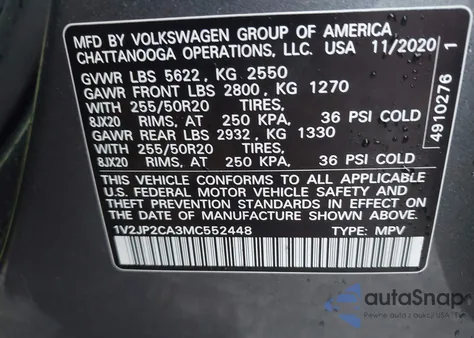 MFD BY VOLKSWAGEN GROUP OF AMERICA
CHATTANOOGA OPERATIONS, LLC. USA 11/2020
GVWR LBS 5622, KG 2550
GAWR FRONT LBS 2800, KG 1270
WITH 255/50R20 TIRES,
8JX20 RIMS, AT 250 KPA, 36 PSI COLD
GAWR REAR LBS 2932, KG 1330
WITH 255/50R20 TIRES,
8JX20 RIMS, AT 250 KPA, 36 PSI COLD
THIS VEHICLE CONFORMS TO ALL APPLICABLE
U.S. FEDERAL MOTOR VEHICLE SAFETY AND
THEFT PREVENTION STANDARDS IN EFFECT ON
THE DATE OF MANUFACTURE SHOWN ABOVE.
1V2JP2CA3MC552448 TYPE: MPV
4910276 1
autoSnap
Pewne auta z USA i